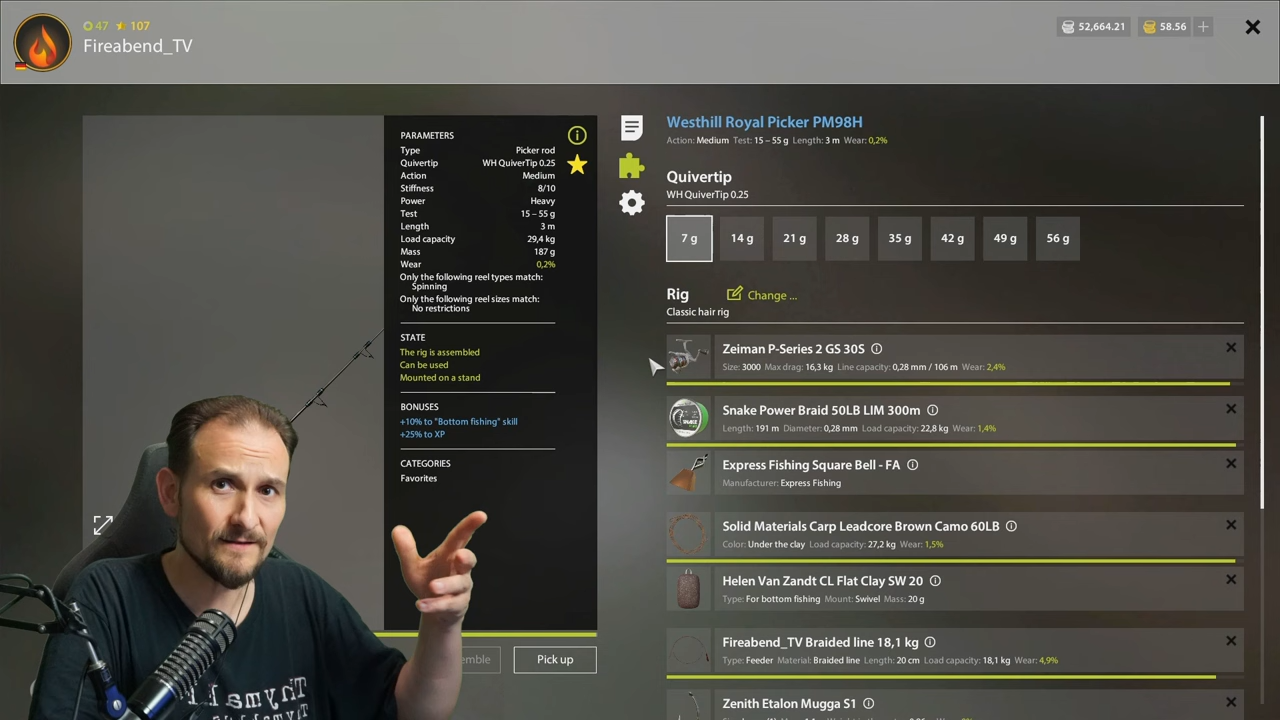 47 107
Fireabend_TV
52,664.21 58.56
PARAMETERS
Type Picker rod
Quivertip WH QuiverTip 0.25
Action Medium
Stiffness 8/10
Power Heavy
Test 15 – 55 g
Length 3 m
Load capacity 29,4 kg
Mass 187 g
Wear 0,2%
Only the following reel types match:
Spinning
Only the following reel sizes match:
No restrictions
STATE
The rig is assembled
Can be used
Mounted on a stand
BONUSES
+10% to "Bottom fishing" skill
+25% to XP
CATEGORIES
Favorites
emble
Pick up
Westhill Royal Picker PM98H
Action: Medium Test: 15 – 55 g Length: 3 m Wear: 0,2%
Quivertip
WH QuiverTip 0.25
7 g 14 g 21 g 28 g 35 g 42 g 49 g 56 g
Rig Change ...
Classic hair rig
Zeiman P-Series 2 GS 30S
Size: 3000 Max drag: 16,3 kg Line capacity: 0,28 mm / 106 m Wear: 2,4%
Snake Power Braid 50LB LIM 300m
Length: 191 m Diameter: 0,28 mm Load capacity: 22,8 kg Wear: 1,4%
Express Fishing Square Bell - FA
Manufacturer: Express Fishing
Solid Materials Carp Leadcore Brown Camo 60LB
Color: Under the clay Load capacity: 27,2 kg Wear: 1,5%
Helen Van Zandt CL Flat Clay SW 20
Type: For bottom fishing Mount: Swivel Mass: 20 g
Fireabend_TV Braided line 18,1 kg
Type: Feeder Material: Braided line Length: 20 cm Load capacity: 18,1 kg Wear: 4,9%
Zenith Etalon Mugga S1